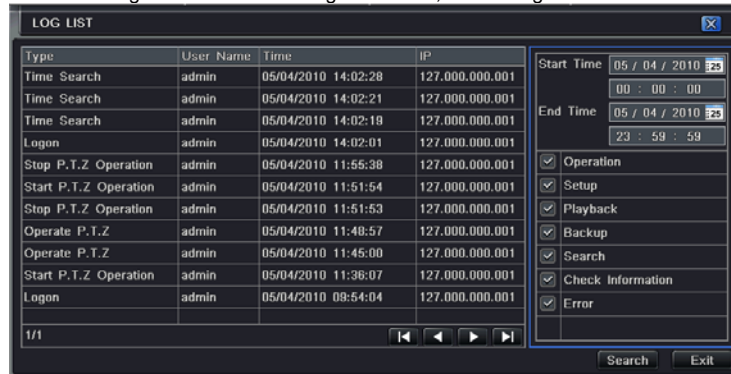 LOG LIST
Type User Name Time IP
Time Search admin 05/04/2010 14:02:28 127.000.000.001
Time Search admin 05/04/2010 14:02:21 127.000.000.001
Time Search admin 05/04/2010 14:02:19 127.000.000.001
Logon admin 05/04/2010 14:02:01 127.000.000.001
Stop P.T.Z Operation admin 05/04/2010 11:55:38 127.000.000.001
Start P.T.Z Operation admin 05/04/2010 11:51:54 127.000.000.001
Stop P.T.Z Operation admin 05/04/2010 11:51:53 127.000.000.001
Operate P.T.Z admin 05/04/2010 11:48:57 127.000.000.001
Operate P.T.Z admin 05/04/2010 11:45:00 127.000.000.001
Start P.T.Z Operation admin 05/04/2010 11:36:07 127.000.000.001
Logon admin 05/04/2010 09:54:04 127.000.000.001
1/1
Start Time 05 / 04 / 2010 25
00 : 00 : 00
End Time 05 / 04 / 2010 25
23 : 59 : 59
Operation
Setup
Playback
Backup
Search
Check Information
Error
Search Exit